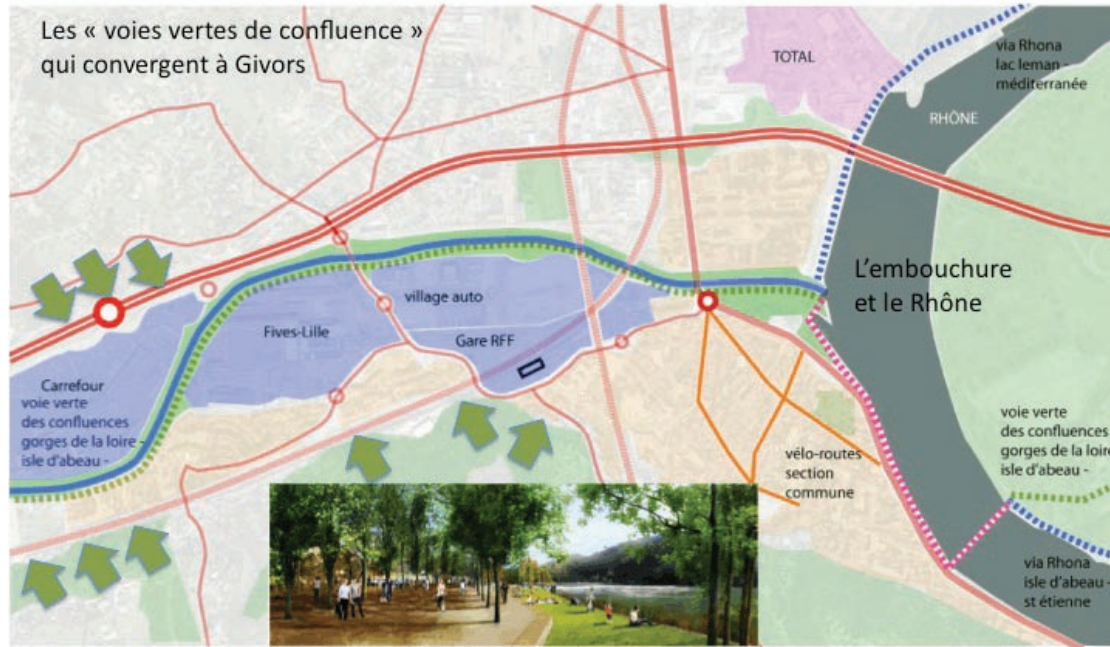 Les « voies vertes de confluence »
qui convergent à Givors
TOTAL
via Rhona
lac leman -
méditerranée
RHÔNE
L'embouchure
et le Rhône
village auto
Fives-Lille
Gare RFF
Carrefour
voie verte
des confluences
gorges de la loire -
isle d'abeau -
vélo-routes
section
commune
voie verte
des confluences
gorges de la loire
isle d'abeau -
via Rhona
isle d'abeau -
st étienne